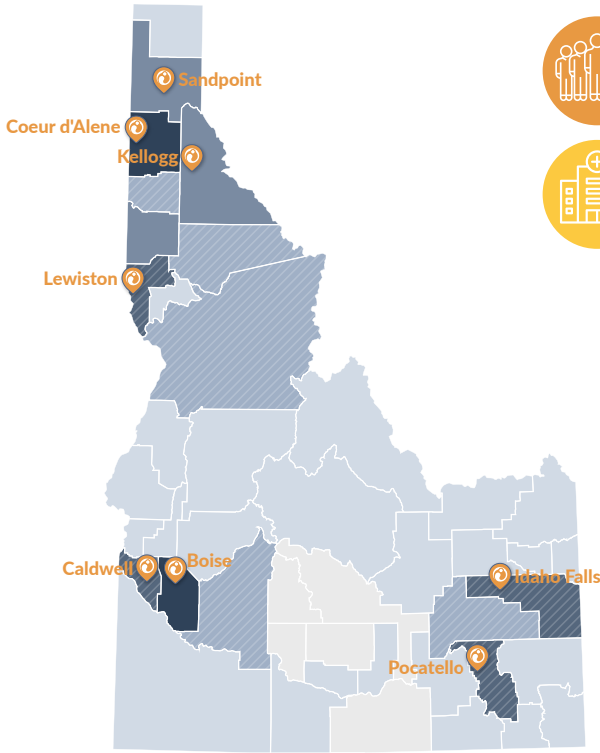 Sandpoint
Coeur d'Alene
Kellogg
Lewiston
Boise
Caldwell
Idaho Falls
Pocatello